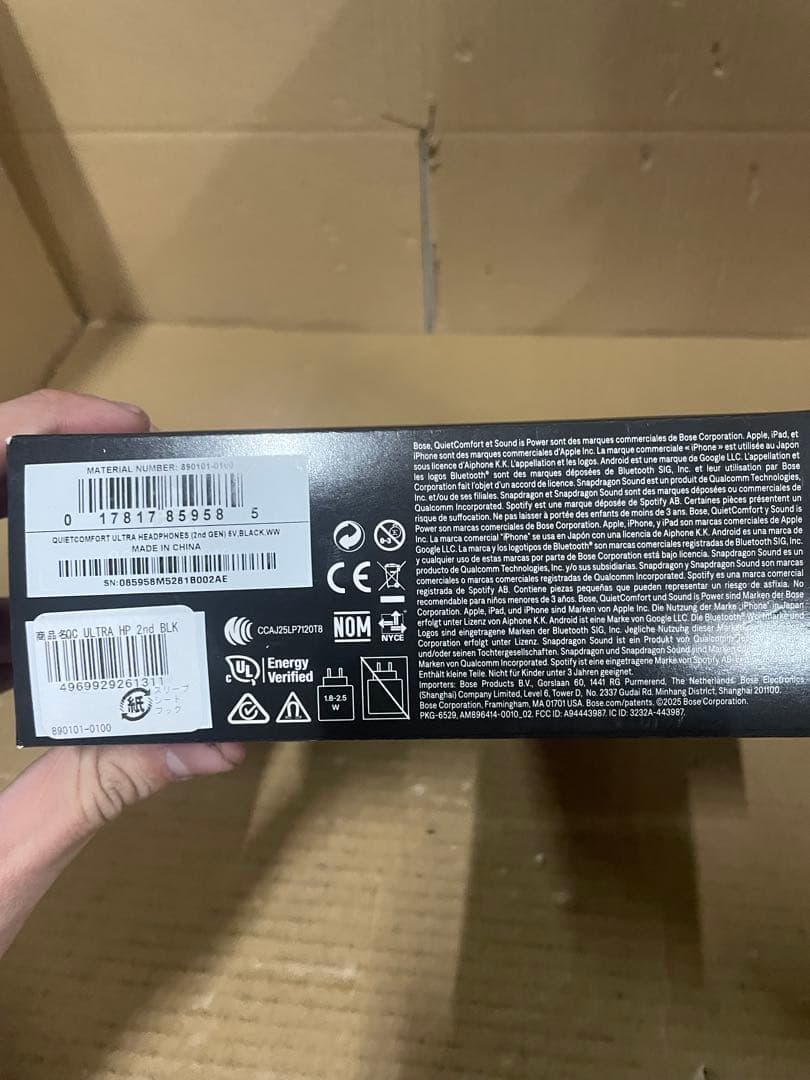 MATERIAL NUMBER: 890101-0100
0 17817 85958 5
QUIETCOMFORT ULTRA HEADPHONES (2nd GEN) 5V,BLACK,WW
MADE IN CHINA
SN:085958M5281B002AE
商品名QC ULTRA HP 2nd BLK
4969929261311
紙
スリーブ
シート
フック
890101-0100
0-3
CE
CCAJ25LP7120T8
NOM
NYCE
c UL
Energy
Verified
1.8-2.5
W
Bose, QuietComfort et Sound is Power sont des marques commerciales de Bose Corporation. Apple, iPad, et
iPhone sont des marques commerciales d'Apple Inc. La marque commerciale « iPhone » est utilisée au Japon
sous licence d'Aiphone K.K. L'appellation et les logos. Android est une marque de Google LLC. L'appellation et
les logos Bluetooth® sont des marques déposées de Bluetooth SIG, Inc. et leur utilisation par Bose
Corporation fait l'objet d'un accord de licence. Snapdragon Sound est un produit de Qualcomm Technologies,
Inc. et/ou de ses filiales. Snapdragon et Snapdragon Sound sont des marques ou marques déposées de
Qualcomm Incorporated. Spotify est une marque déposée de Spotify AB. Certaines pièces présentent un
risque de suffocation. Ne pas laisser à portée des enfants de moins de 3 ans. Bose, QuietComfort y Sound is
Power son marcas comerciales de Bose Corporation. Apple, iPhone, y iPad son marcas comerciales de Apple
Inc. La marca comercial "iPhone" se usa en Japón con una licencia de Aiphone K.K. Android es una marca de
Google LLC. La marca y los logotipos de Bluetooth® son marcas comerciales registradas de Bluetooth SIG, Inc.
y cualquier uso de estas marcas por parte de Bose Corporation está bajo licencia. Snapdragon Sound es un
producto de Qualcomm Technologies, Inc. y/o sus subsidiarias. Snapdragon y Snapdragon Sound son marcas
comerciales o marcas comerciales registradas de Qualcomm Incorporated. Spotify es una marca comercial
registrada de Spotify AB. Contiene piezas pequeñas que pueden representar un riesgo de asfixia. No
recomendable para niños menores de 3 años. Bose, QuietComfort und Sound is Power sind Marken der Bose
Corporation. Apple, iPad, und iPhone sind Marken von Apple Inc. Die Nutzung der Marke „iPhone" in Japan
erfolgt unter Lizenz von Aiphone K.K. Android ist eine Marke von Google LLC. Die Bluetooth® Wortmarke und
Logos sind eingetragene Marken der Bluetooth SIG, Inc. Jegliche Nutzung dieser Marken
Corporation erfolgt unter Lizenz. Snapdragon Sound ist ein Produkt von Qualcomm
und/oder seinen Tochtergesellschaften. Snapdragon und Snapdragon Sound sind Marken
Marken von Qualcomm Incorporated. Spotify ist eine eingetragene Marke von Spotify AB.
Enthält kleine Teile. Nicht für Kinder unter 3 Jahren geeignet.
Importers: Bose Products B.V., Gorslaan 60, 1441 RG, Purmerend, The Netherlands. Bose Electronics
(Shanghai) Company Limited, Level 6, Tower D, No. 2337 Gudai Rd. Minhang District, Shanghai 201100.
Bose Corporation, Framingham, MA 01701 USA. Bose.com/patents. ©2025 Bose Corporation.
PKG-6529, AM896414-0010_02. FCC ID: A94443987. IC ID: 3232A-443987.